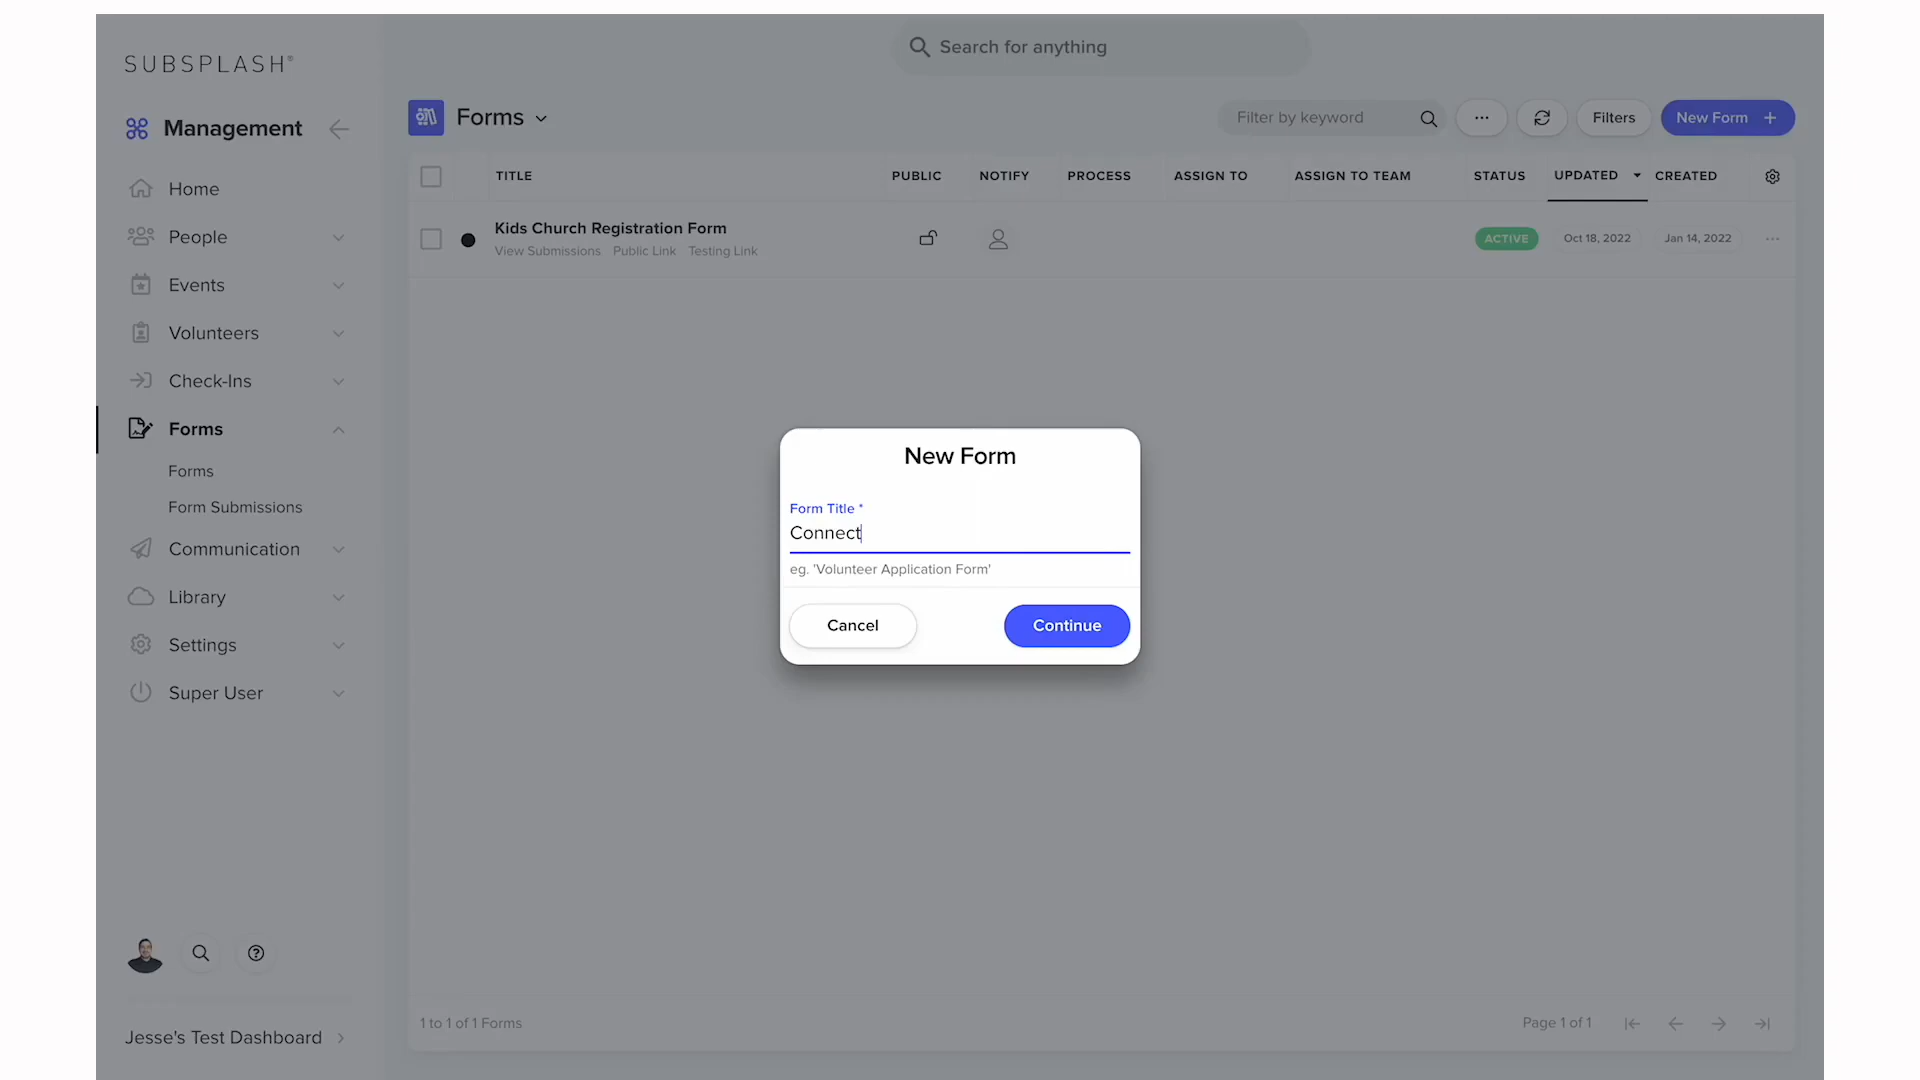 SUBSPLASH®
Search for anything
Management
Forms
Filter by keyword
...
Filters
New Form +
Home
People
Events
Volunteers
Check-Ins
Forms
Forms
Form Submissions
Communication
Library
Settings
Super User
Jesse's Test Dashboard
TITLE PUBLIC NOTIFY PROCESS ASSIGN TO ASSIGN TO TEAM STATUS UPDATED CREATED
Kids Church Registration Form
View Submissions Public Link Testing Link
ACTIVE Oct 18, 2022 Jan 14, 2022 ...
New Form
Form Title *
Connect
eg. 'Volunteer Application Form'
Cancel Continue
1 to 1 of 1 Forms
Page 1 of 1